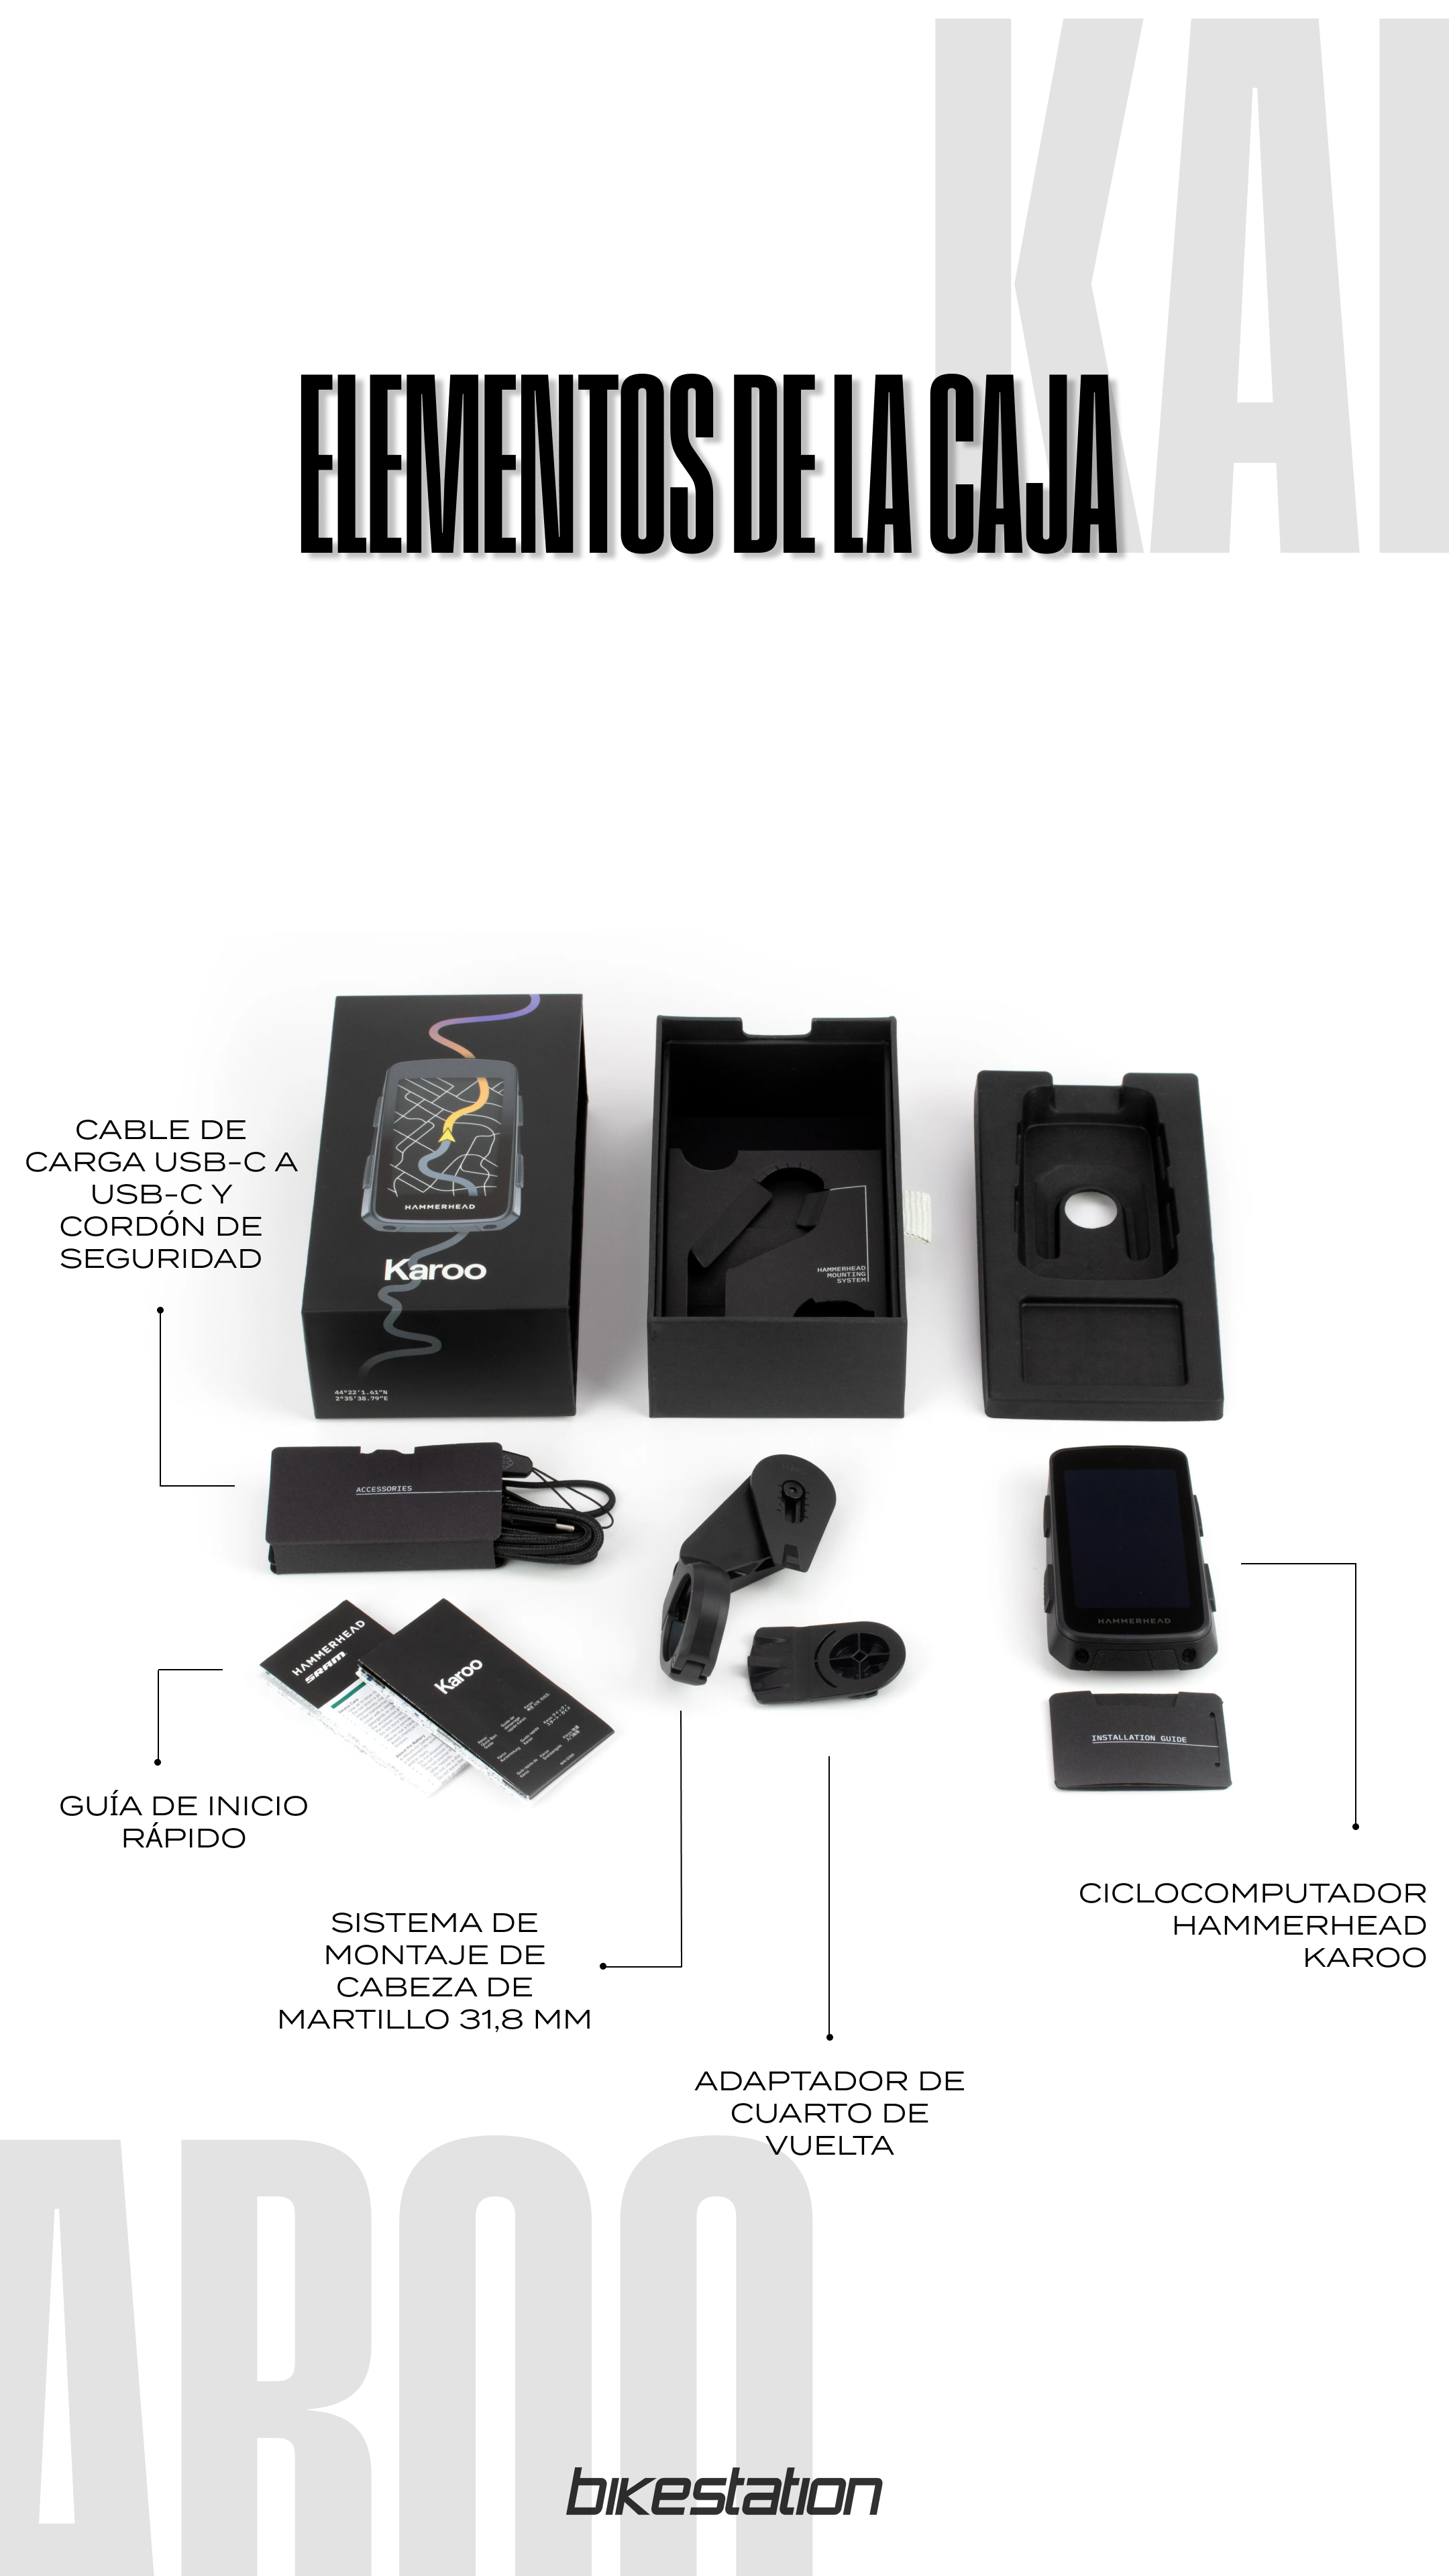 KAR
ELEMENTOS DE LA CAJA
CABLE DE
CARGA USB-C A
USB-C Y
CORDÓN DE
SEGURIDAD
HAMMERHEAD
Karoo
44°22'1.61"N
2°35'38.79"E
HAMMERHEAD
MOUNTING
SYSTEM
ACCESSORIES
HAMMERHEAD
SRAM
Karoo
HAMMERHEAD
INSTALLATION GUIDE
GUÍA DE INICIO
RÁPIDO
SISTEMA DE
MONTAJE DE
CABEZA DE
MARTILLO 31,8 MM
CICLOCOMPUTADOR
HAMMERHEAD
KAROO
ADAPTADOR DE
CUARTO DE
VUELTA
AROO
bikestation